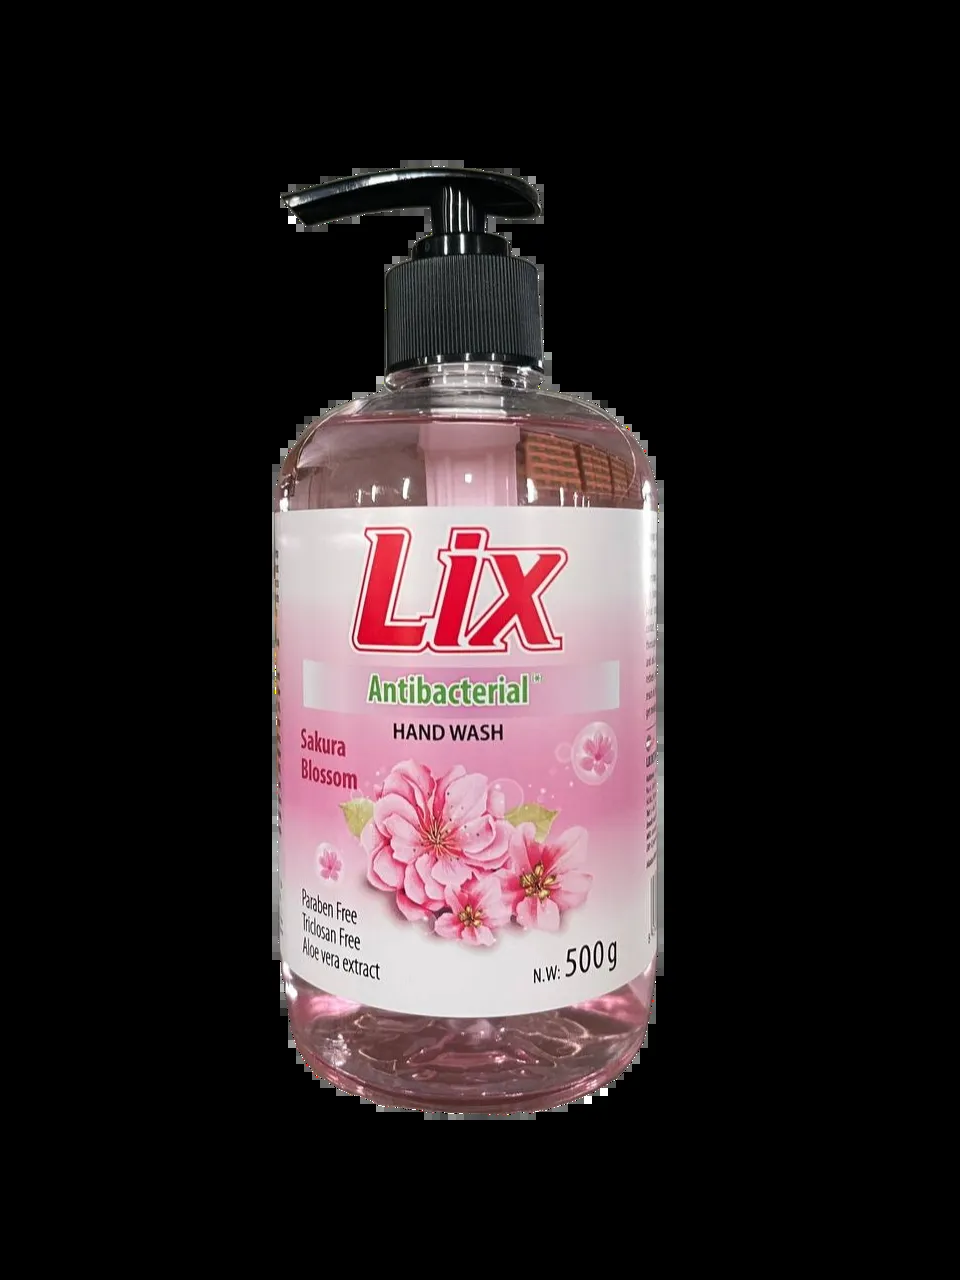 Lix
Antibacterial*
HAND WASH
Sakura
Blossom
Paraben Free
Triclosan Free
Aloe vera extract
N.W: 500g